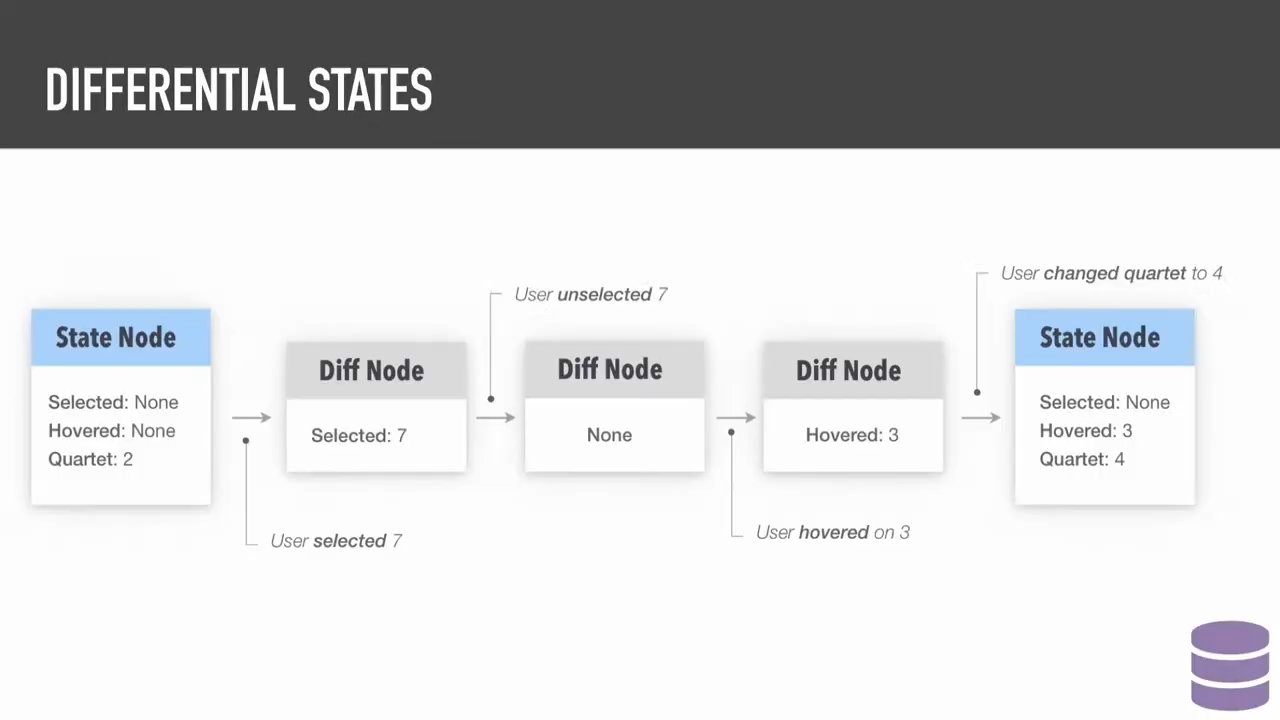 DIFFERENTIAL STATES
User changed quartet to 4
User unselected 7
State Node
Selected: None
Hovered: None
Quartet: 2
Diff Node
Selected: 7
Diff Node
None
Diff Node
Hovered: 3
State Node
Selected: None
Hovered: 3
Quartet: 4
User selected 7
User hovered on 3